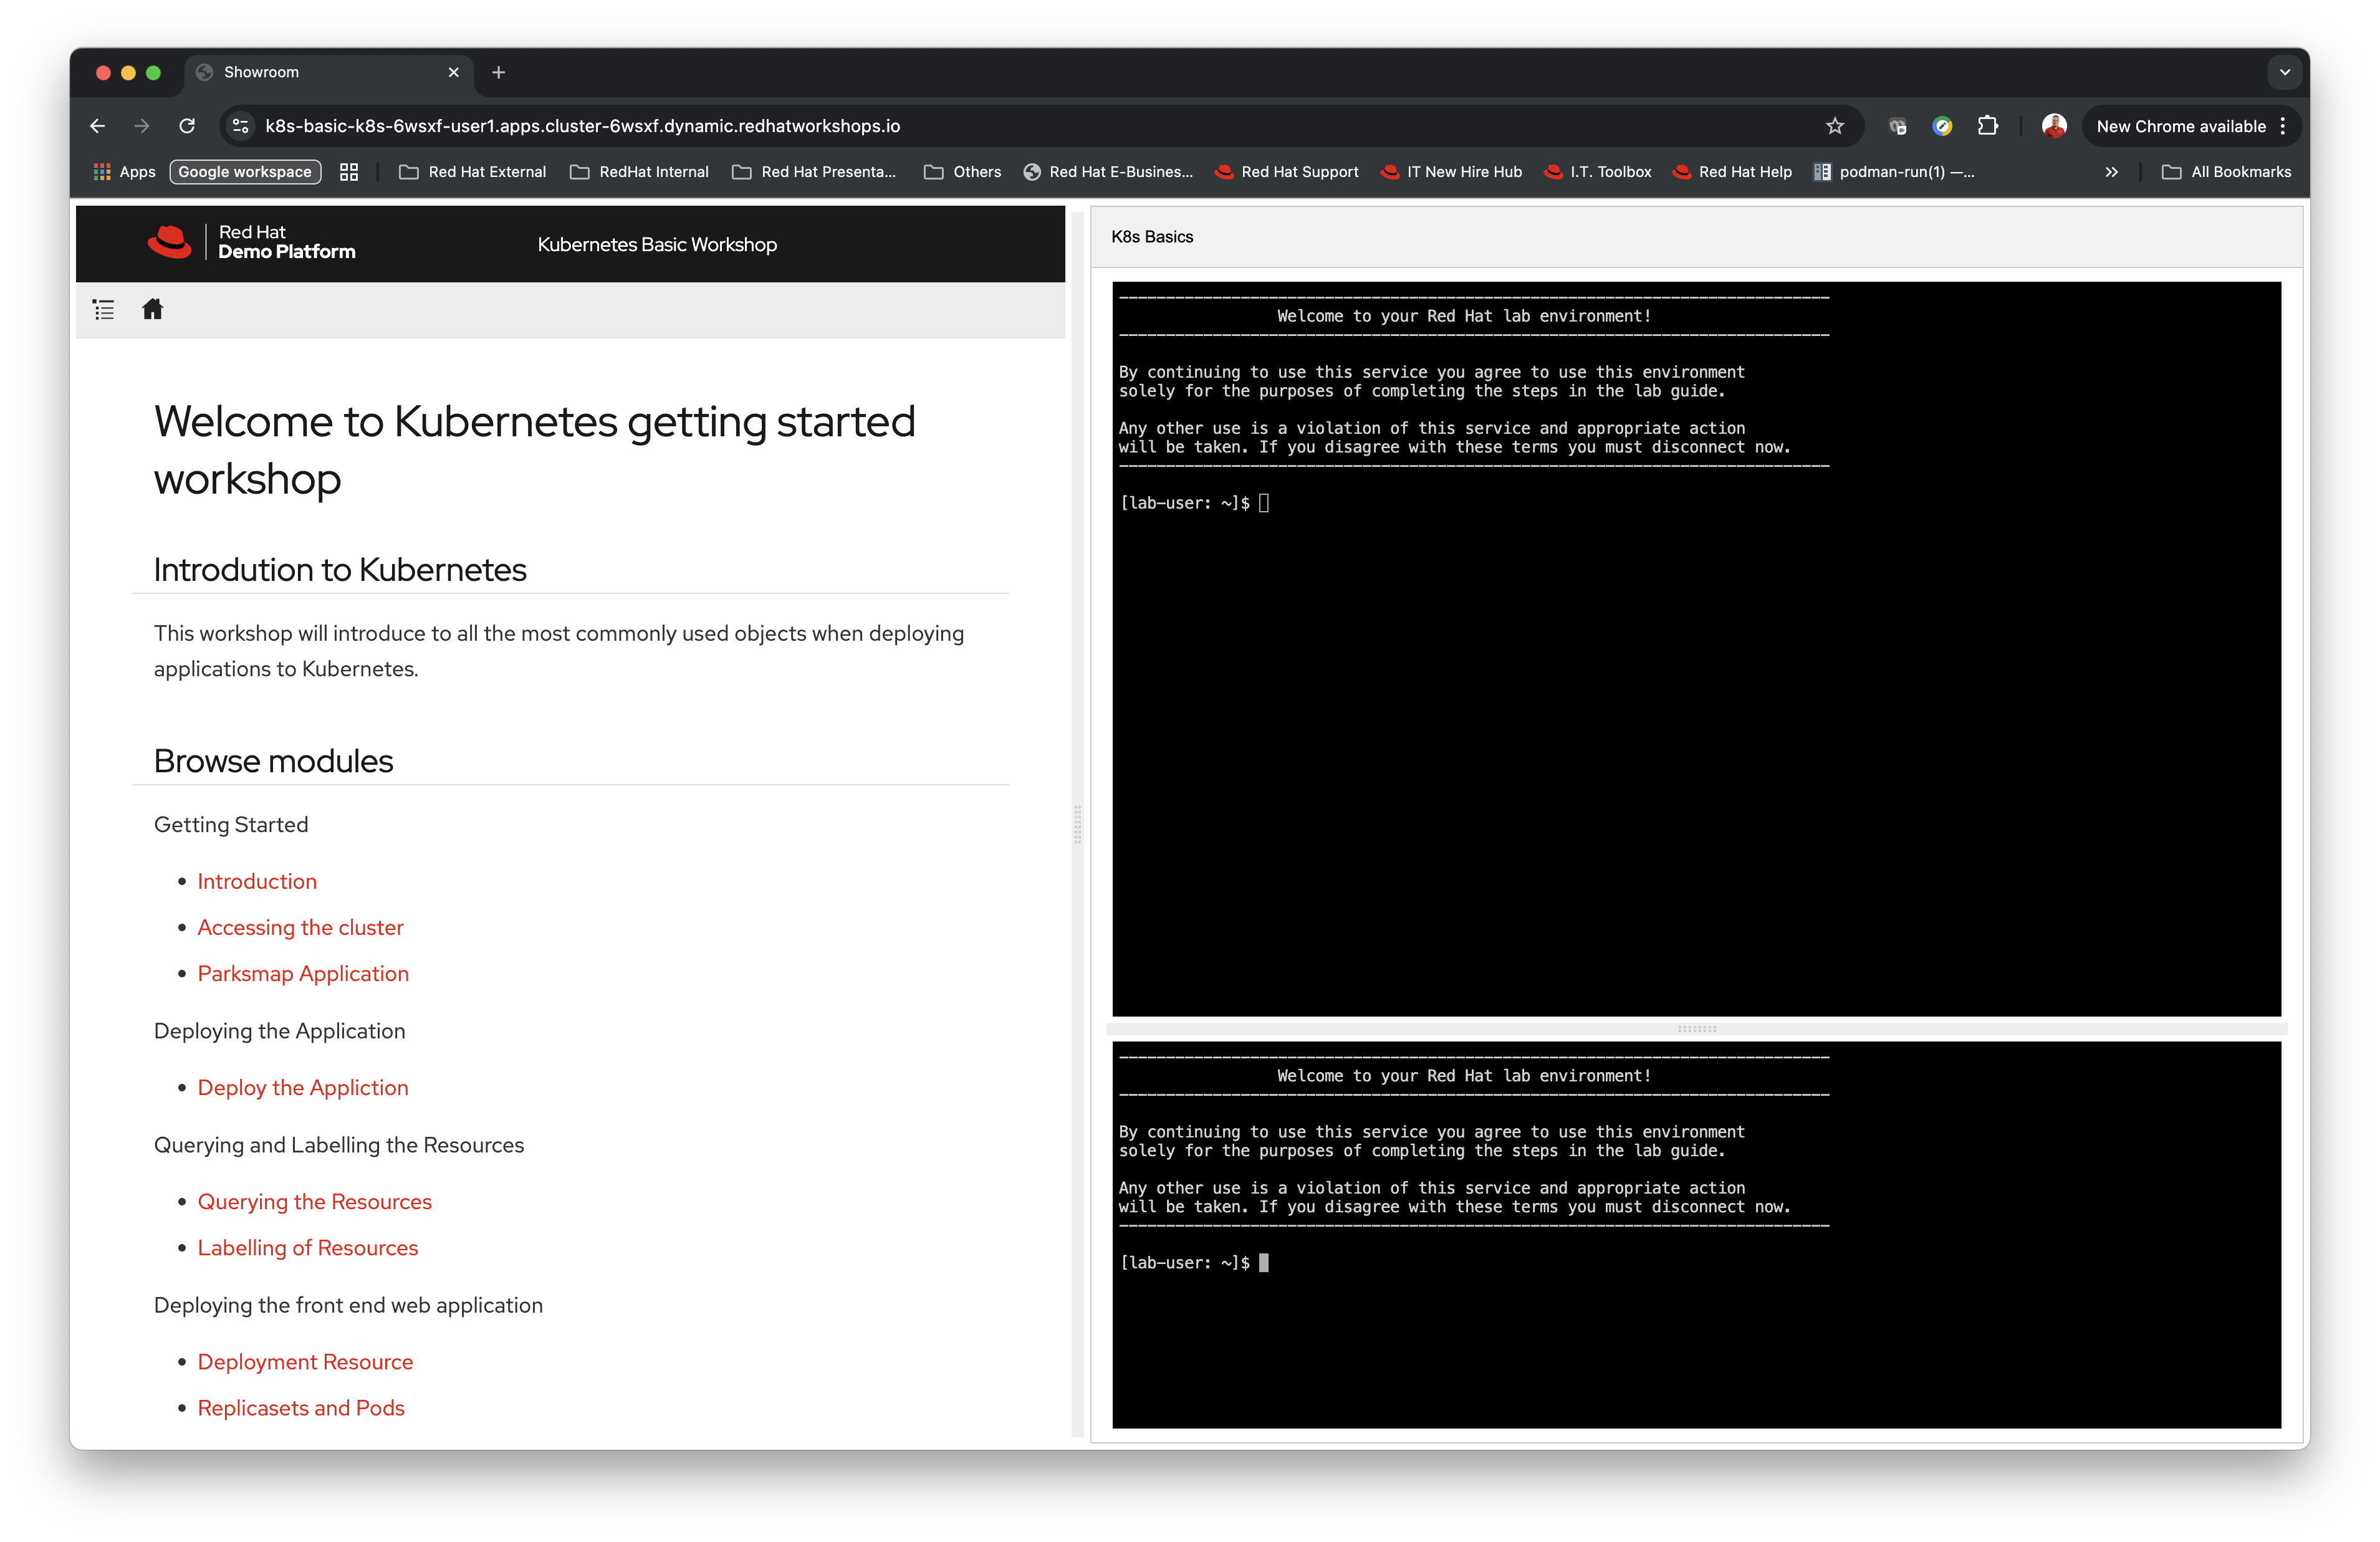 Showroom
k8s-basic-k8s-6wsxf-user1.apps.cluster-6wsxf.dynamic.redhatworkshops.io
New Chrome available
Apps
Google workspace
Red Hat External
RedHat Internal
Red Hat Presenta...
Others
Red Hat E-Busines...
Red Hat Support
IT New Hire Hub
I.T. Toolbox
Red Hat Help
podman-run(1) —...
All Bookmarks
Red Hat
Demo Platform
Kubernetes Basic Workshop
Welcome to Kubernetes getting started
workshop
Introdution to Kubernetes
This workshop will introduce to all the most commonly used objects when deploying
applications to Kubernetes.
Browse modules
Getting Started
Introduction
Accessing the cluster
Parksmap Application
Deploying the Application
Deploy the Appliction
Querying and Labelling the Resources
Querying the Resources
Labelling of Resources
Deploying the front end web application
Deployment Resource
Replicasets and Pods
K8s Basics
Welcome to your Red Hat lab environment!
By continuing to use this service you agree to use this environment
solely for the purposes of completing the steps in the lab guide.
Any other use is a violation of this service and appropriate action
will be taken. If you disagree with these terms you must disconnect now.
[lab-user: ~]$
Welcome to your Red Hat lab environment!
By continuing to use this service you agree to use this environment
solely for the purposes of completing the steps in the lab guide.
Any other use is a violation of this service and appropriate action
will be taken. If you disagree with these terms you must disconnect now.
[lab-user: ~]$